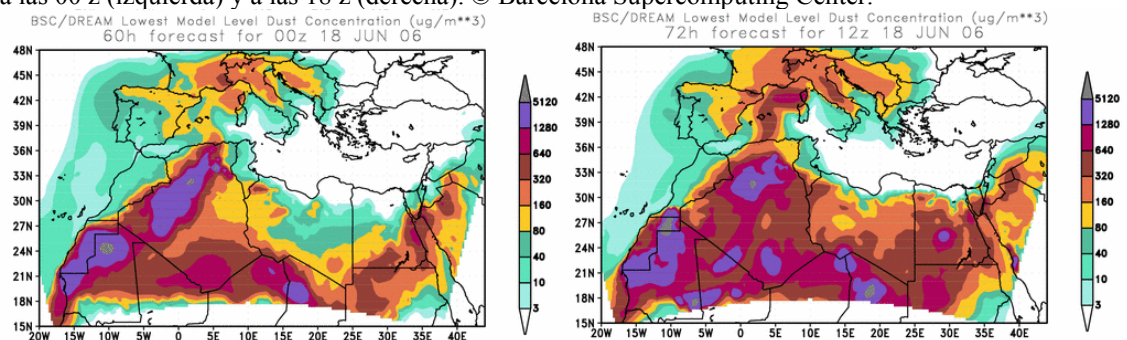 a las 00 z (izquierda) y a las 18 z (derecha). © Barcelona Supercomputing Center.
BSC/DREAM Lowest Model Level Dust Concentration (ug/m**3)
60h forecast for 00z 18 JUN 06
48N
45N
42N
39N
36N
33N
30N
27N
24N
21N
18N
15N
20W 15W 10W 5W 0 5E 10E 15E 20E 25E 30E 35E 40E
5120
1280
640
320
160
80
40
10
3
BSC/DREAM Lowest Model Level Dust Concentration (ug/m**3)
72h forecast for 12z 18 JUN 06
48N
45N
42N
39N
36N
33N
30N
27N
24N
21N
18N
15N
20W 15W 10W 5W 0 5E 10E 15E 20E 25E 30E 35E 40E
5120
1280
640
320
160
80
40
10
3